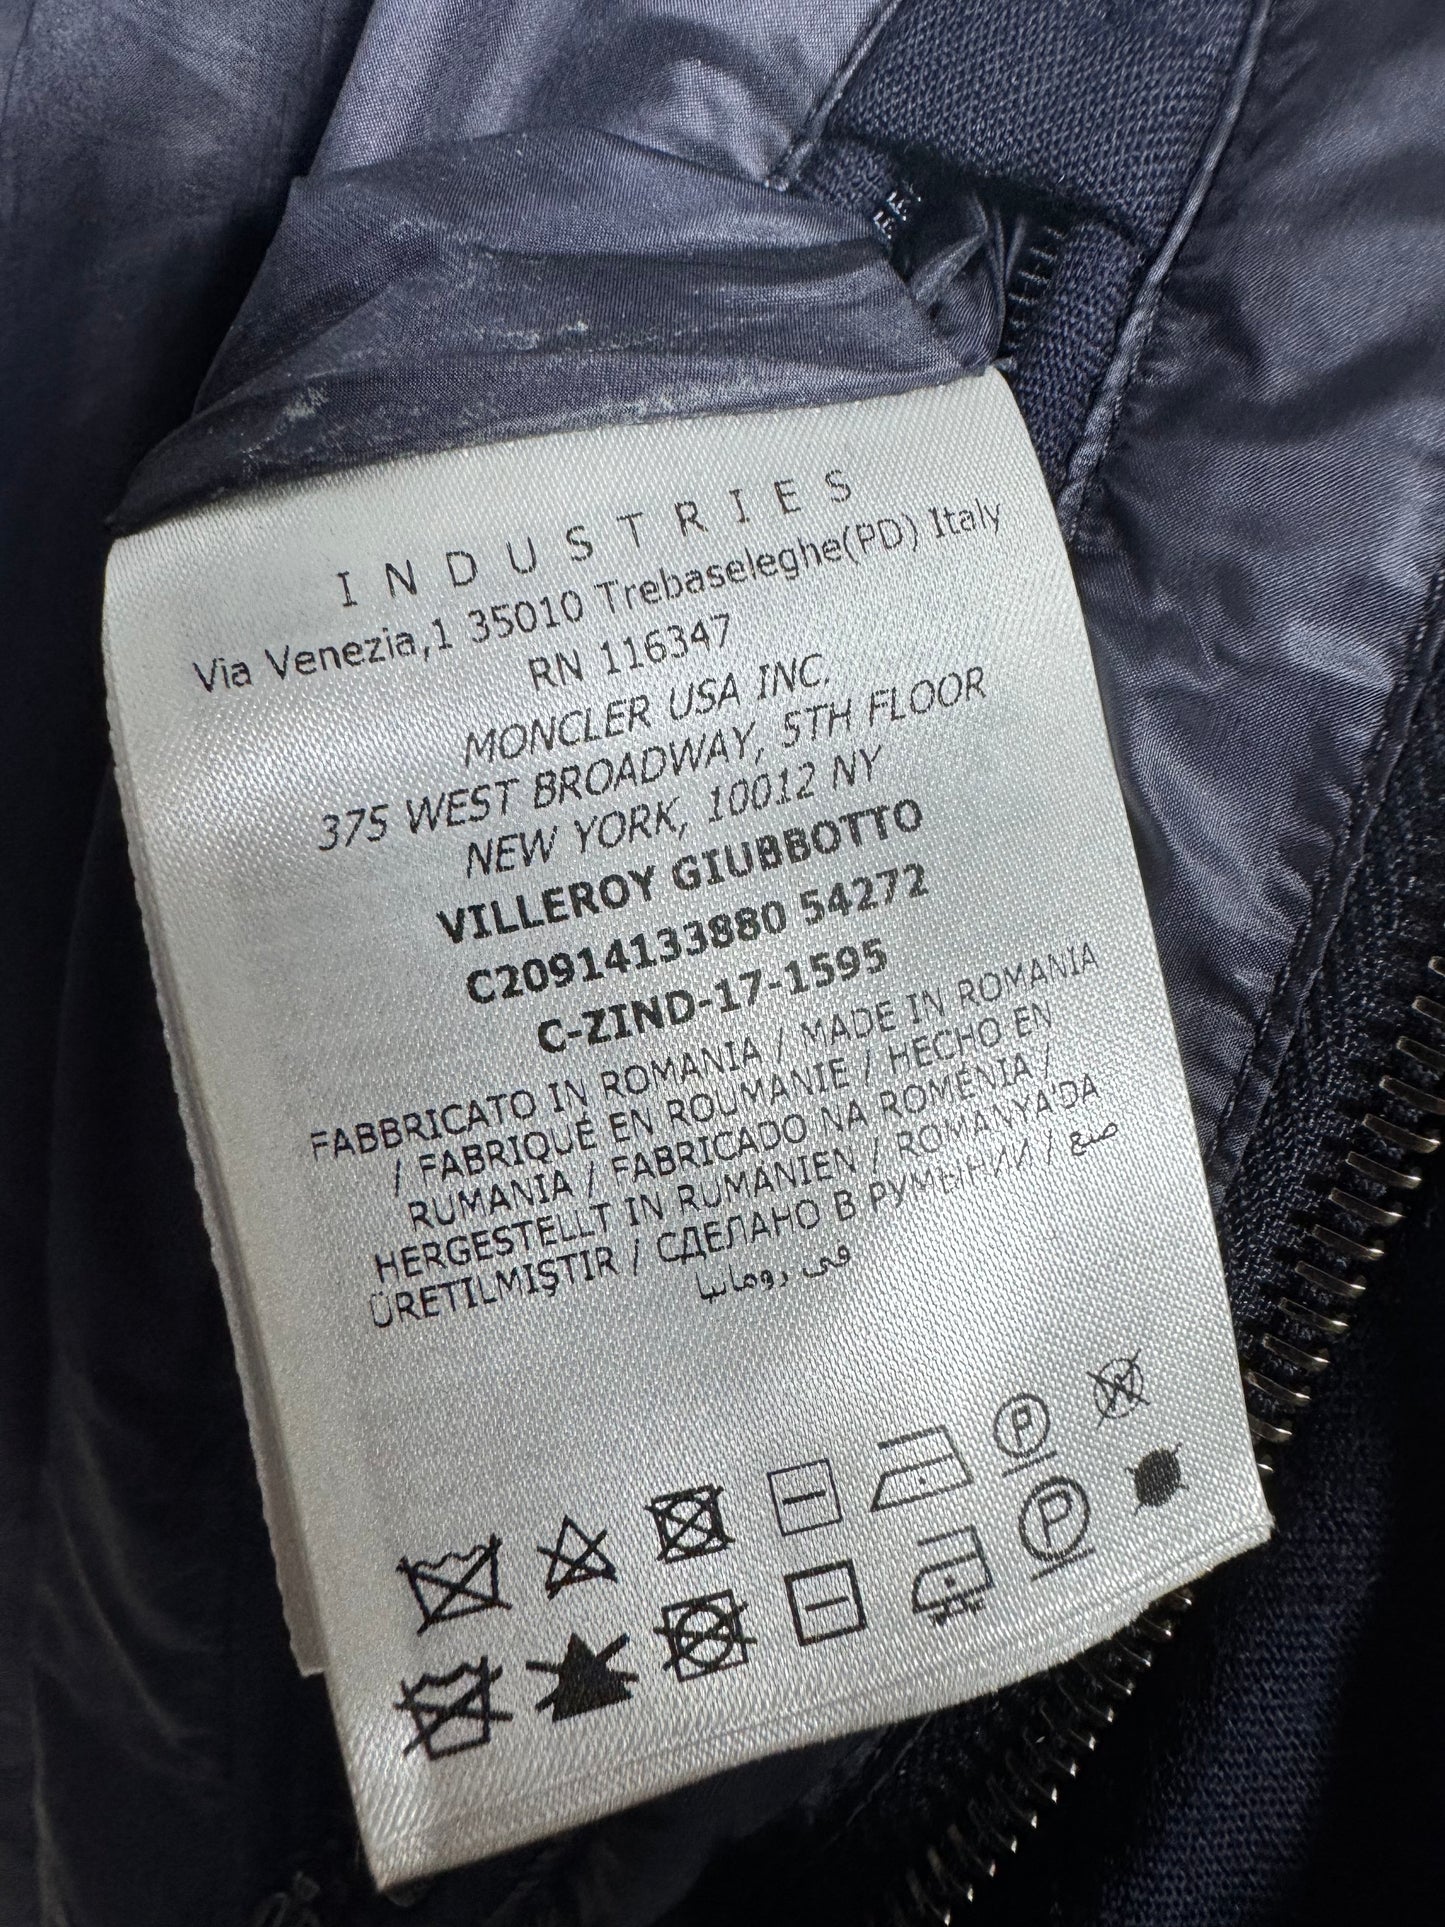 INDUSTRIES
Via Venezia,1 35010 Trebaseleghe(PD) Italy
RN 116347
MONCLER USA INC.
375 WEST BROADWAY, 5TH FLOOR
NEW YORK, 10012 NY
VILLEROY GIUBBOTTO
C20914133880 54272
C-ZIND-17-1595
FABBRICATO IN ROMANIA / MADE IN ROMANIA
/ FABRIQUÉ EN ROUMANIE / HECHO EN
RUMANIA / FABRICADO NA ROMÉNIA /
HERGESTELLT IN RUMÄNIEN / ROMANYA'DA
ÜRETILMIŞTIR / СДЕЛАНО В РУМЫНИИ / صنع
في رومانيا
P
W
P